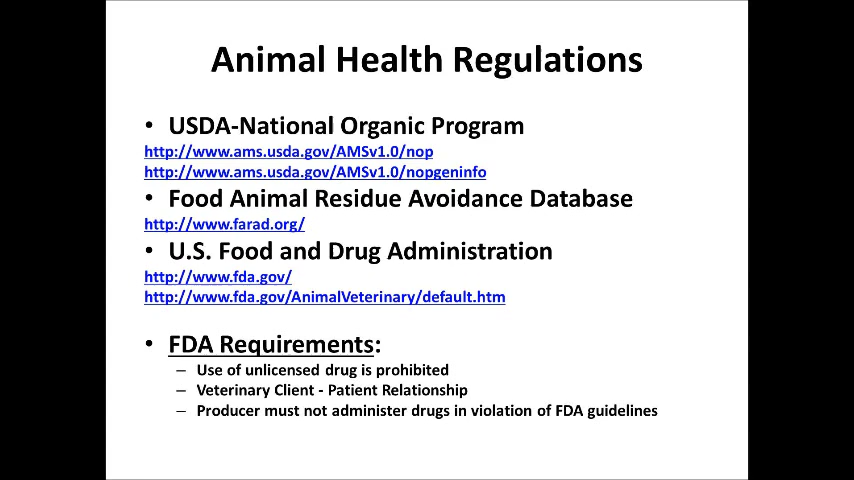 Animal Health Regulations
• USDA-National Organic Program
http://www.ams.usda.gov/AMSv1.0/nop
http://www.ams.usda.gov/AMSv1.0/nopgeninfo
• Food Animal Residue Avoidance Database
http://www.farad.org/
• U.S. Food and Drug Administration
http://www.fda.gov/
http://www.fda.gov/AnimalVeterinary/default.htm
• FDA Requirements:
– Use of unlicensed drug is prohibited
– Veterinary Client - Patient Relationship
– Producer must not administer drugs in violation of FDA guidelines